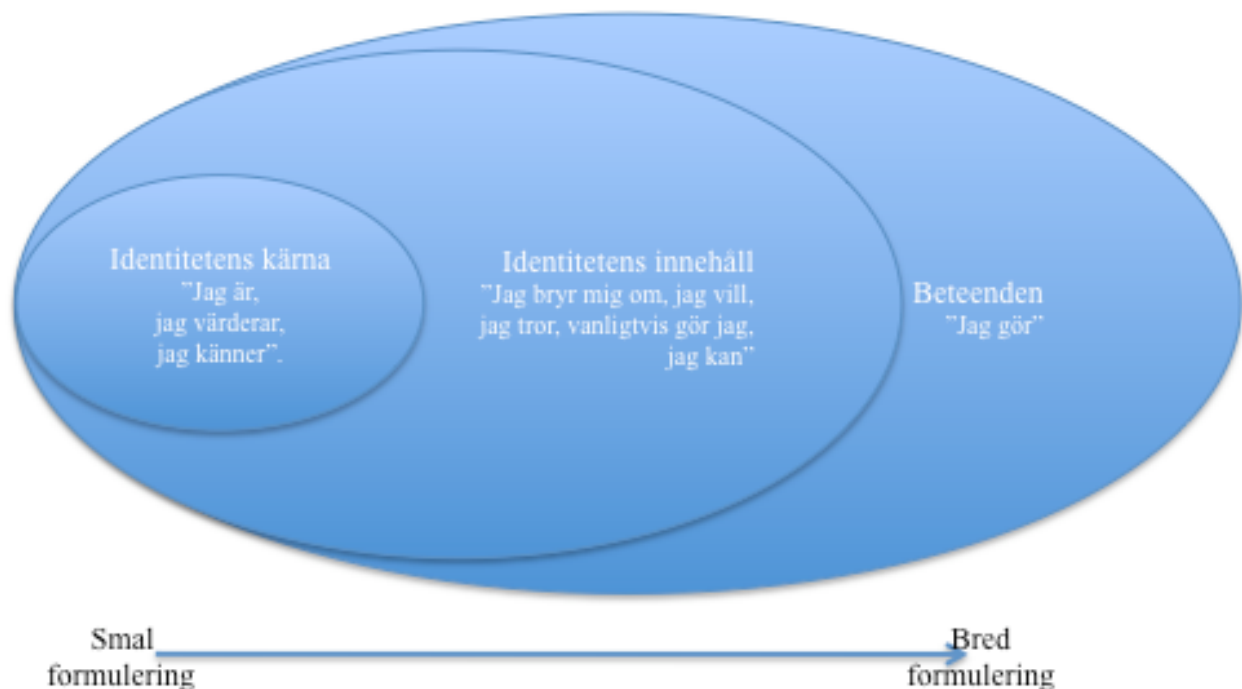 Identitetens kärna
”Jag är,
jag värderar,
jag känner”.
Identitetens innehåll
”Jag bryr mig om, jag vill,
jag tror, vanligtvis gör jag,
jag kan”
Beteenden
”Jag gör”
Smal
formulering
Bred
formulering